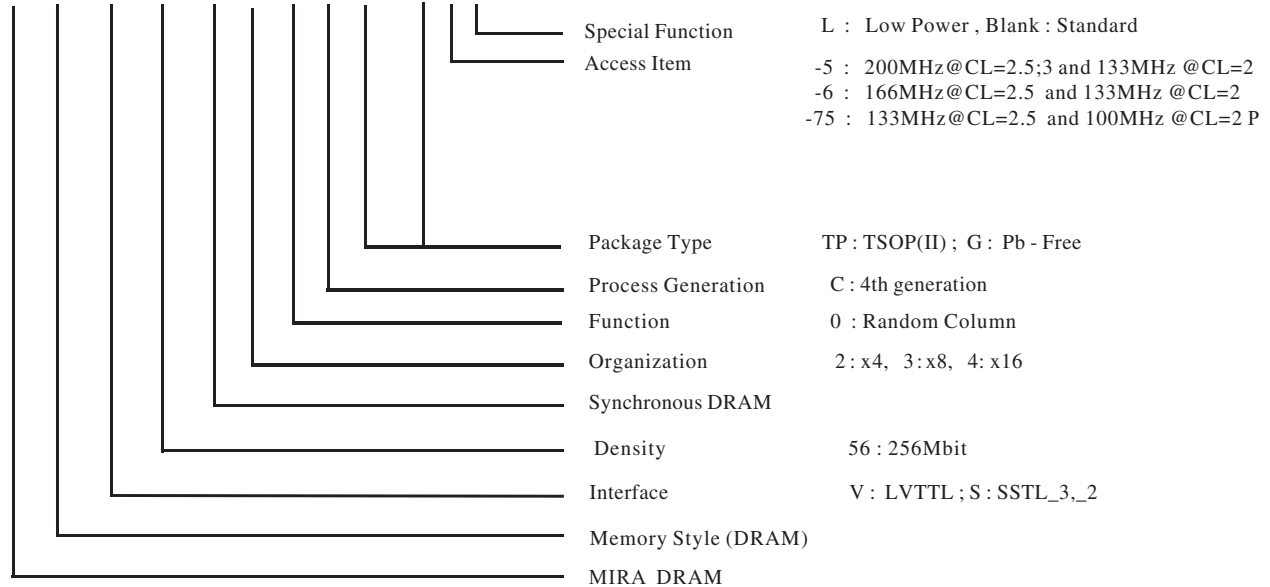 Special Function L : Low Power , Blank : Standard
Access Item -5 : 200MHz@CL=2.5;3 and 133MHz @CL=2
-6 : 166MHz@CL=2.5 and 133MHz @CL=2
-75 : 133MHz@CL=2.5 and 100MHz @CL=2 P
Package Type TP : TSOP(II) ; G : Pb - Free
Process Generation C : 4th generation
Function 0 : Random Column
Organization 2 : x4, 3 : x8, 4: x16
Synchronous DRAM
Density 56 : 256Mbit
Interface V : LVTTL ; S : SSTL_3,_2
Memory Style (DRAM)
MIRA DRAM